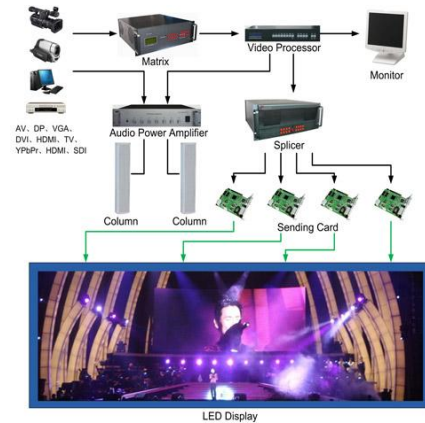 Matrix
Video Processor
Monitor
AV、DP、VGA、
DVI、HDMI、TV、
YPbPr、HDMI、SDI
Audio Power Amplifier
Splicer
Column
Column
Sending Card
LED Display